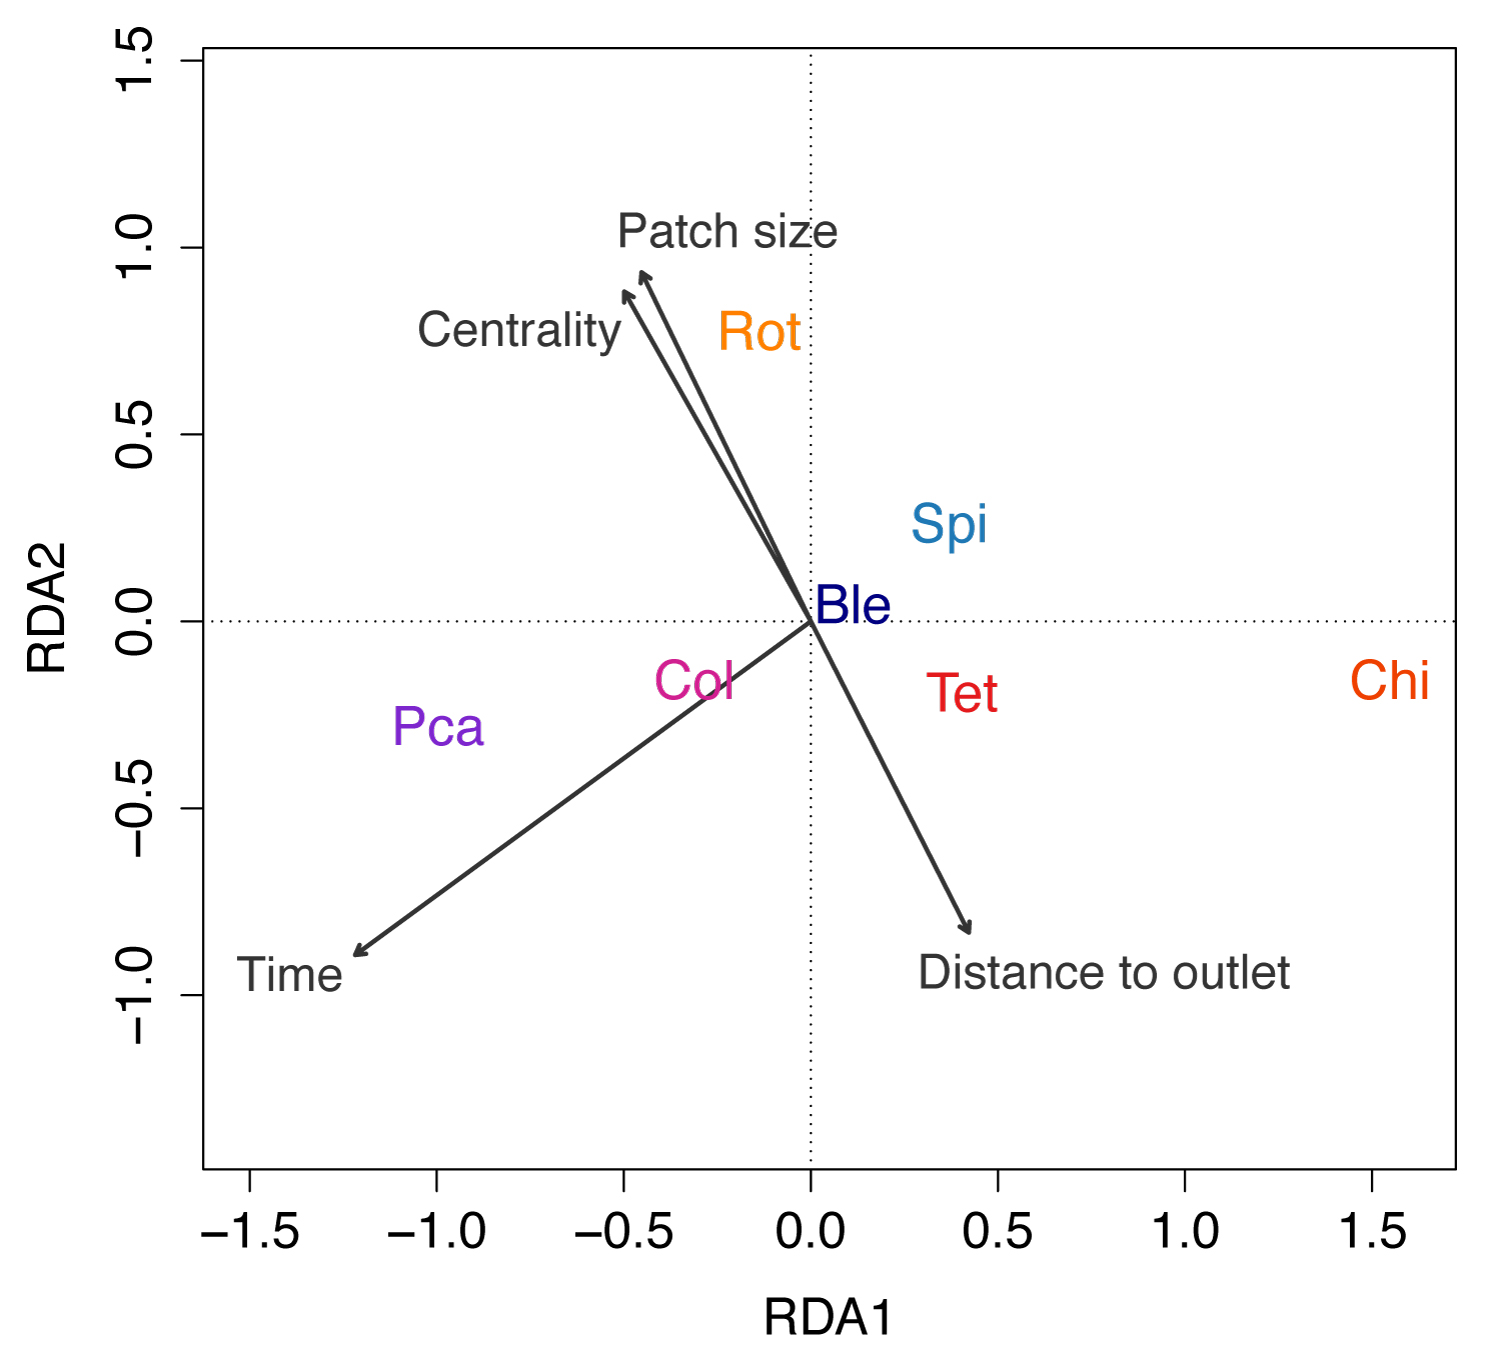 1.5
1.0
0.5
0.0
−0.5
−1.0
RDA2
Patch size
Centrality
Rot
Spi
Ble
Col
Tet
Chi
Pca
Time
Distance to outlet
−1.5 −1.0 −0.5 0.0 0.5 1.0 1.5
RDA1